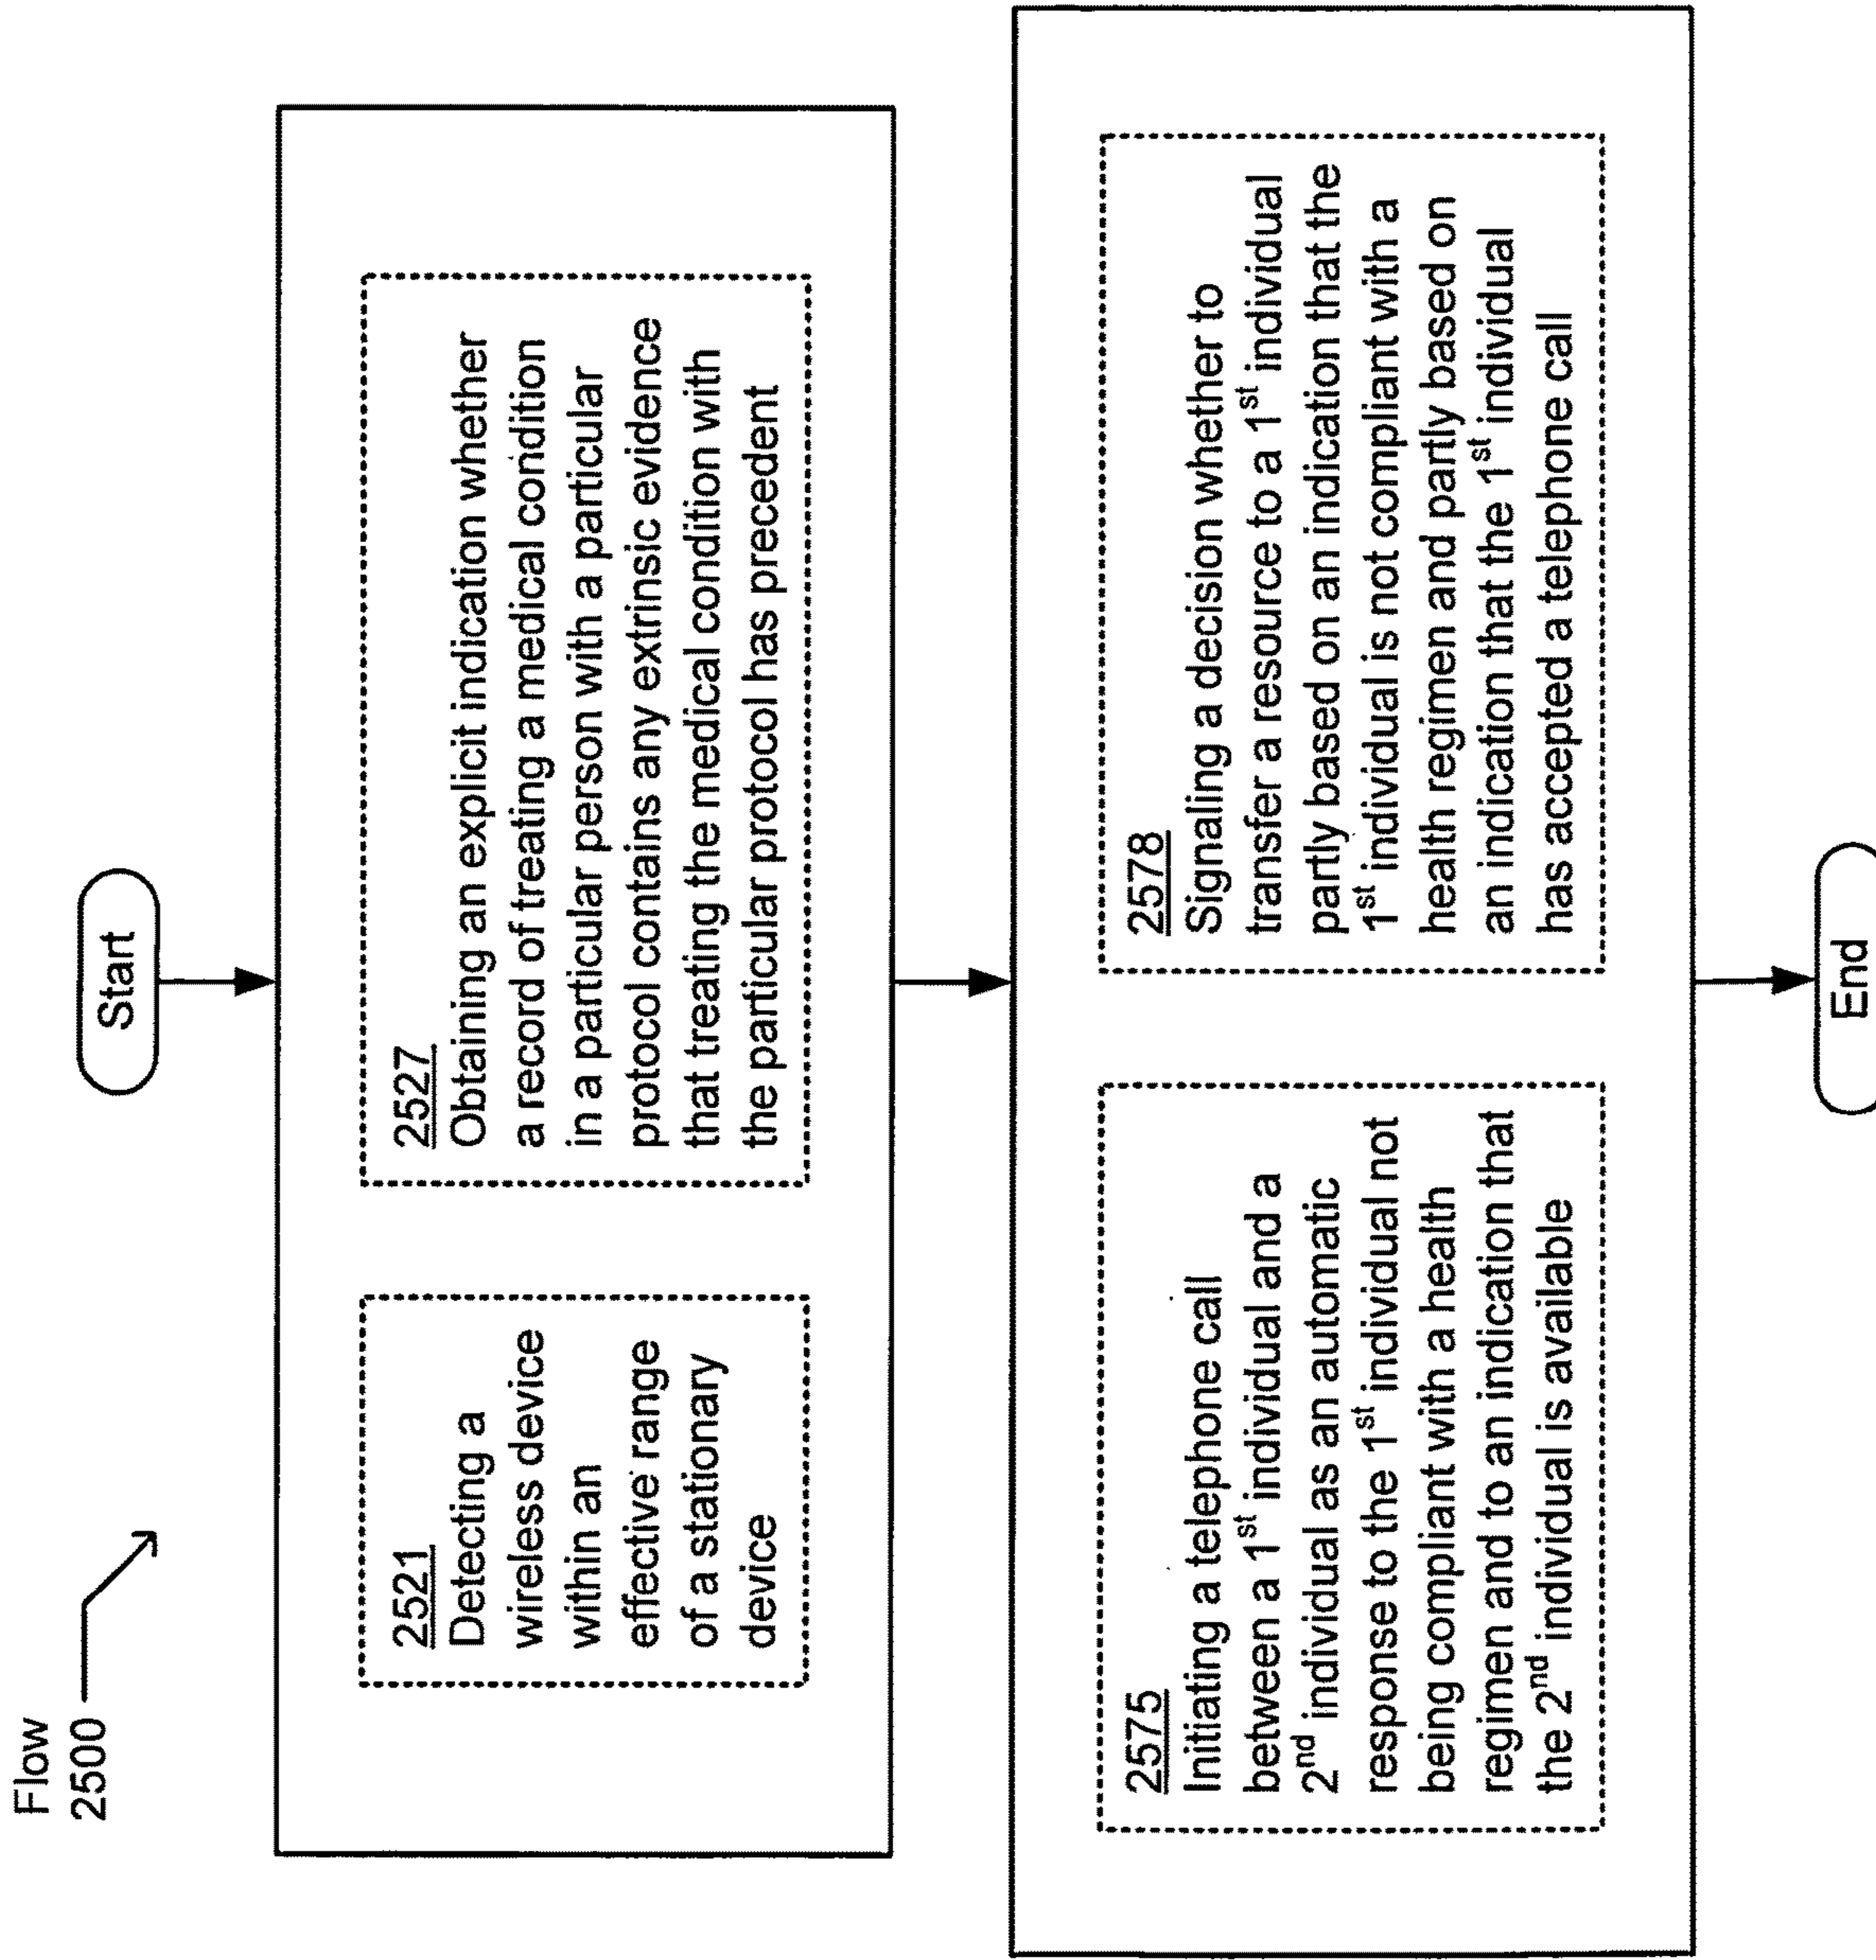 Flow
2500
Start
2521
Detecting a
wireless device
within an
effective range
of a stationary
device
2527
Obtaining an explicit indication whether
a record of treating a medical condition
in a particular person with a particular
protocol contains any extrinsic evidence
that treating the medical condition with
the particular protocol has precedent
2575
Initiating a telephone call
between a 1st individual and a
2nd individual as an automatic
response to the 1st individual not
being compliant with a health
regimen and to an indication that
the 2nd individual is available
2578
Signaling a decision whether to
transfer a resource to a 1st individual
partly based on an indication that the
1st individual is not compliant with a
health regimen and partly based on
an indication that the 1st individual
has accepted a telephone call
End